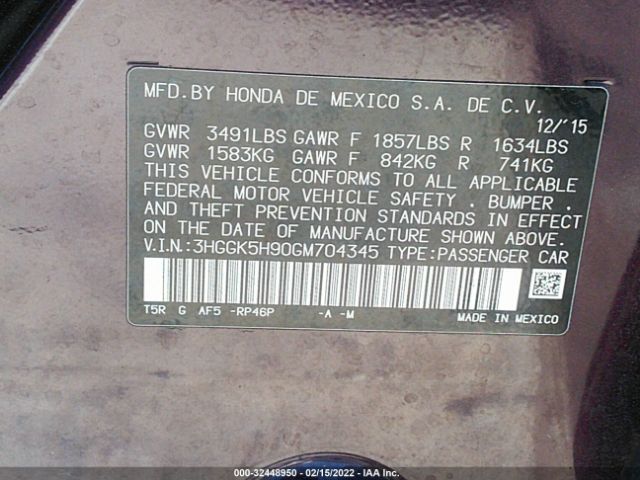 MFD. BY HONDA DE MEXICO S.A. DE C.V.
12/'15
GVWR 3491LBS GAWR F 1857LBS R 1634LBS
GVWR 1583KG GAWR F 842KG R 741KG
THIS VEHICLE CONFORMS TO ALL APPLICABLE
FEDERAL MOTOR VEHICLE SAFETY , BUMPER ,
AND THEFT PREVENTION STANDARDS IN EFFECT
ON THE DATE OF MANUFACTURE SHOWN ABOVE.
V.I.N.:3HGGK5H90GM704345 TYPE:PASSENGER CAR
T5R G AF5 -RP46P -A -M MADE IN MEXICO
000-32448950 - 02/15/2022 - IAA Inc.